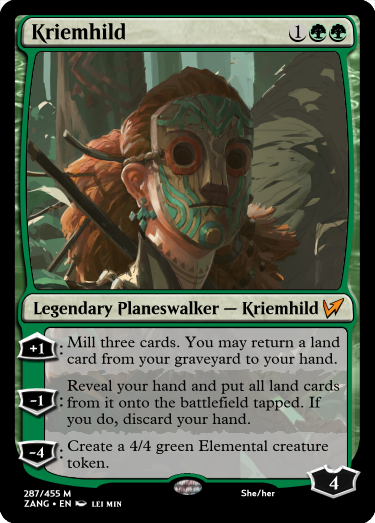 Kriemhild 1
Legendary Planeswalker — Kriemhild
+1: Mill three cards. You may return a land
card from your graveyard to your hand.
-1: Reveal your hand and put all land cards
from it onto the battlefield tapped. If
you do, discard your hand.
-4: Create a 4/4 green Elemental creature
token.
4
287/455 M She/her
ZANG • EN LEI MIN